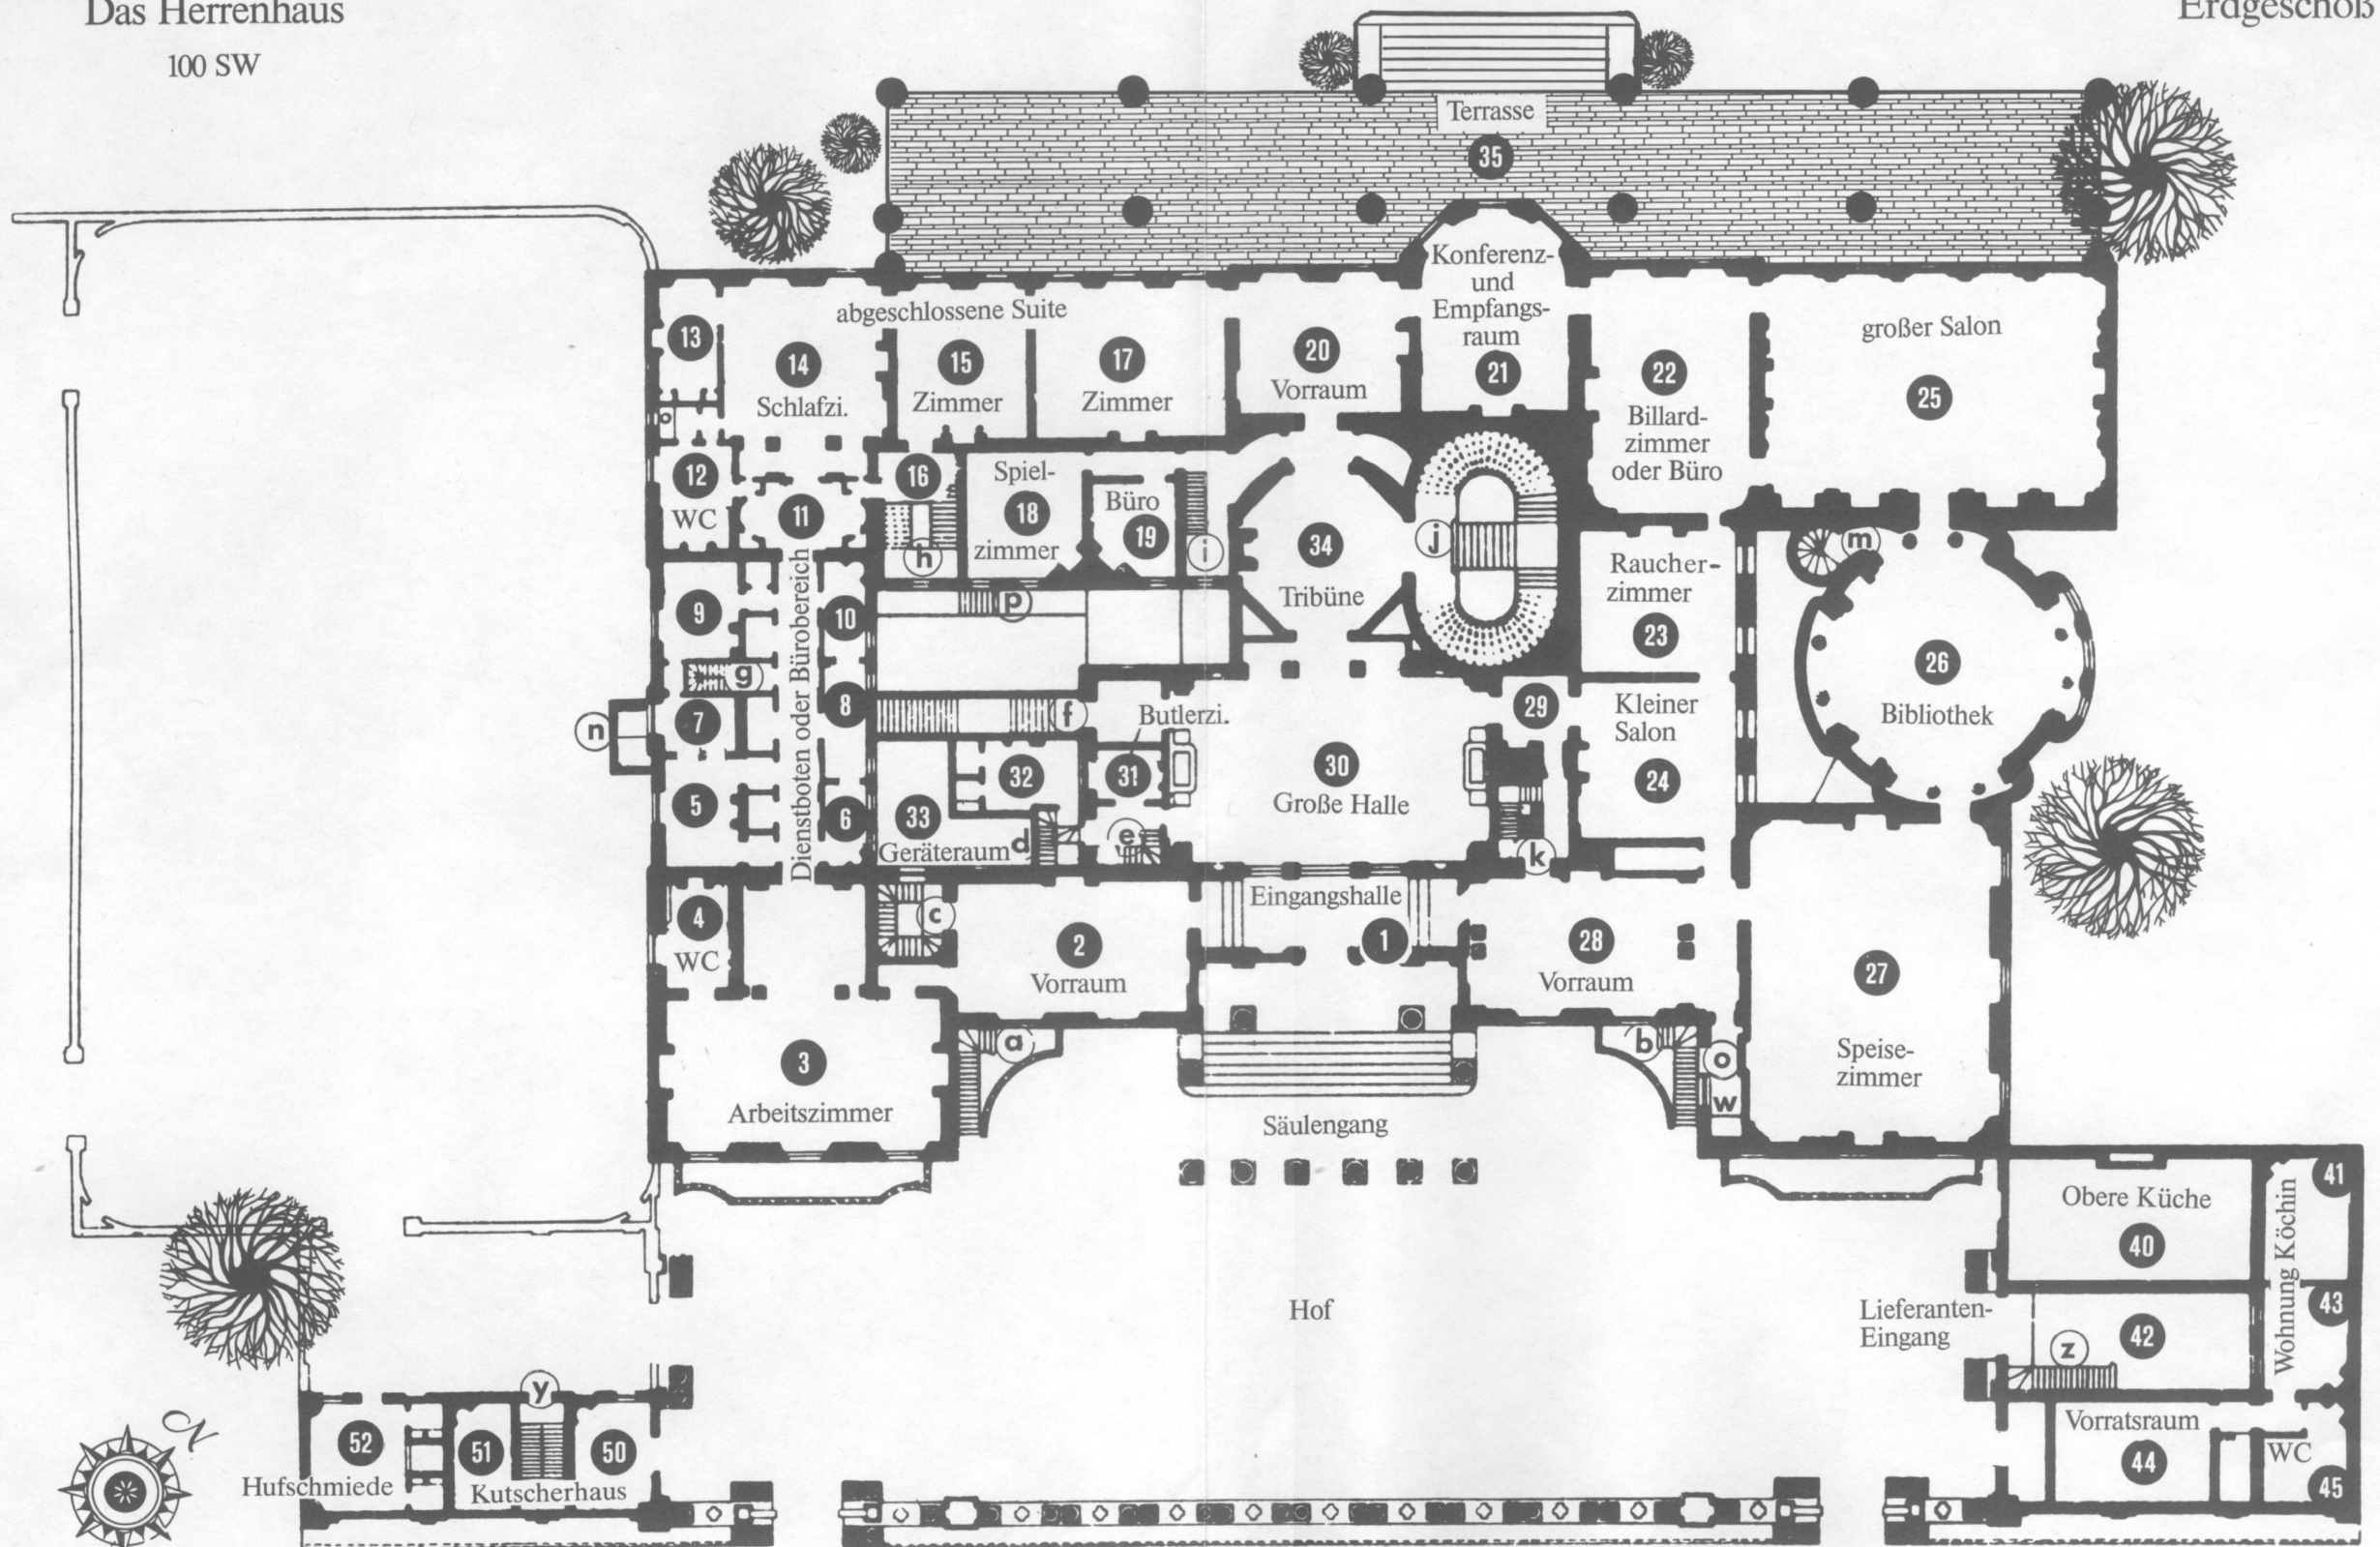 Das Herrenhaus
Erdgeschoß
100 SW
Terrasse
35
Konferenz-
und
Empfangs-
raum
21
abgeschlossene Suite
13
14
Schlafzi.
15
Zimmer
17
Zimmer
20
Vorraum
22
Billard-
zimmer
oder Büro
großer Salon
25
12
WC
11
16
h
Spiel-
18
zimmer
Büro
19
i
34
Tribüne
j
Raucher-
zimmer
23
m
26
Bibliothek
9
10
p
g
Dienstboten oder Bürobereich
n
7
8
f
Butlerzi.
29
Kleiner
Salon
24
5
6
33
32
31
30
Große Halle
Geräteraum
d
e
k
4
WC
c
2
Vorraum
Eingangshalle
1
28
Vorraum
27
Speise-
zimmer
3
Arbeitszimmer
a
b
o
w
Säulengang
Hof
Obere Küche
40
41
Wohnung Köchin
43
Lieferanten-
Eingang
42
z
Vorratsraum
44
WC
45
y
52
51
50
Hufschmiede
Kutscherhaus
N